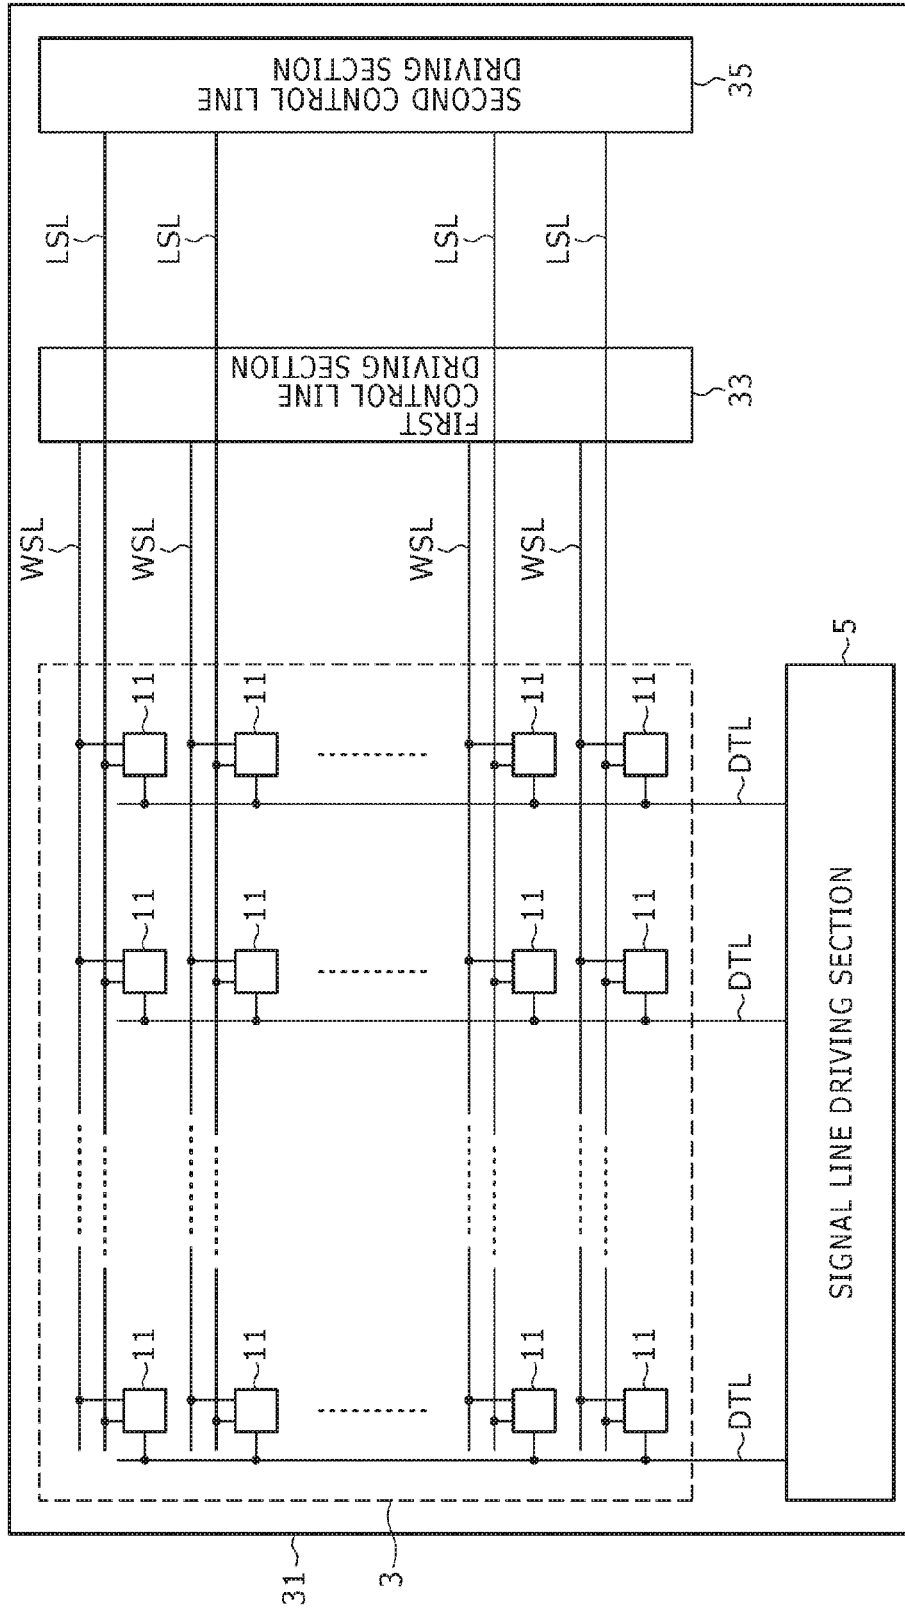 WSL
LSL
11
11
11
WSL
LSL
11
11
11
31
3
FIRST
CONTROL LINE
DRIVING SECTION
SECOND CONTROL LINE
DRIVING SECTION
WSL
LSL
11
11
11
WSL
LSL
11
11
11
DTL
DTL
DTL
33
35
SIGNAL LINE DRIVING SECTION
5